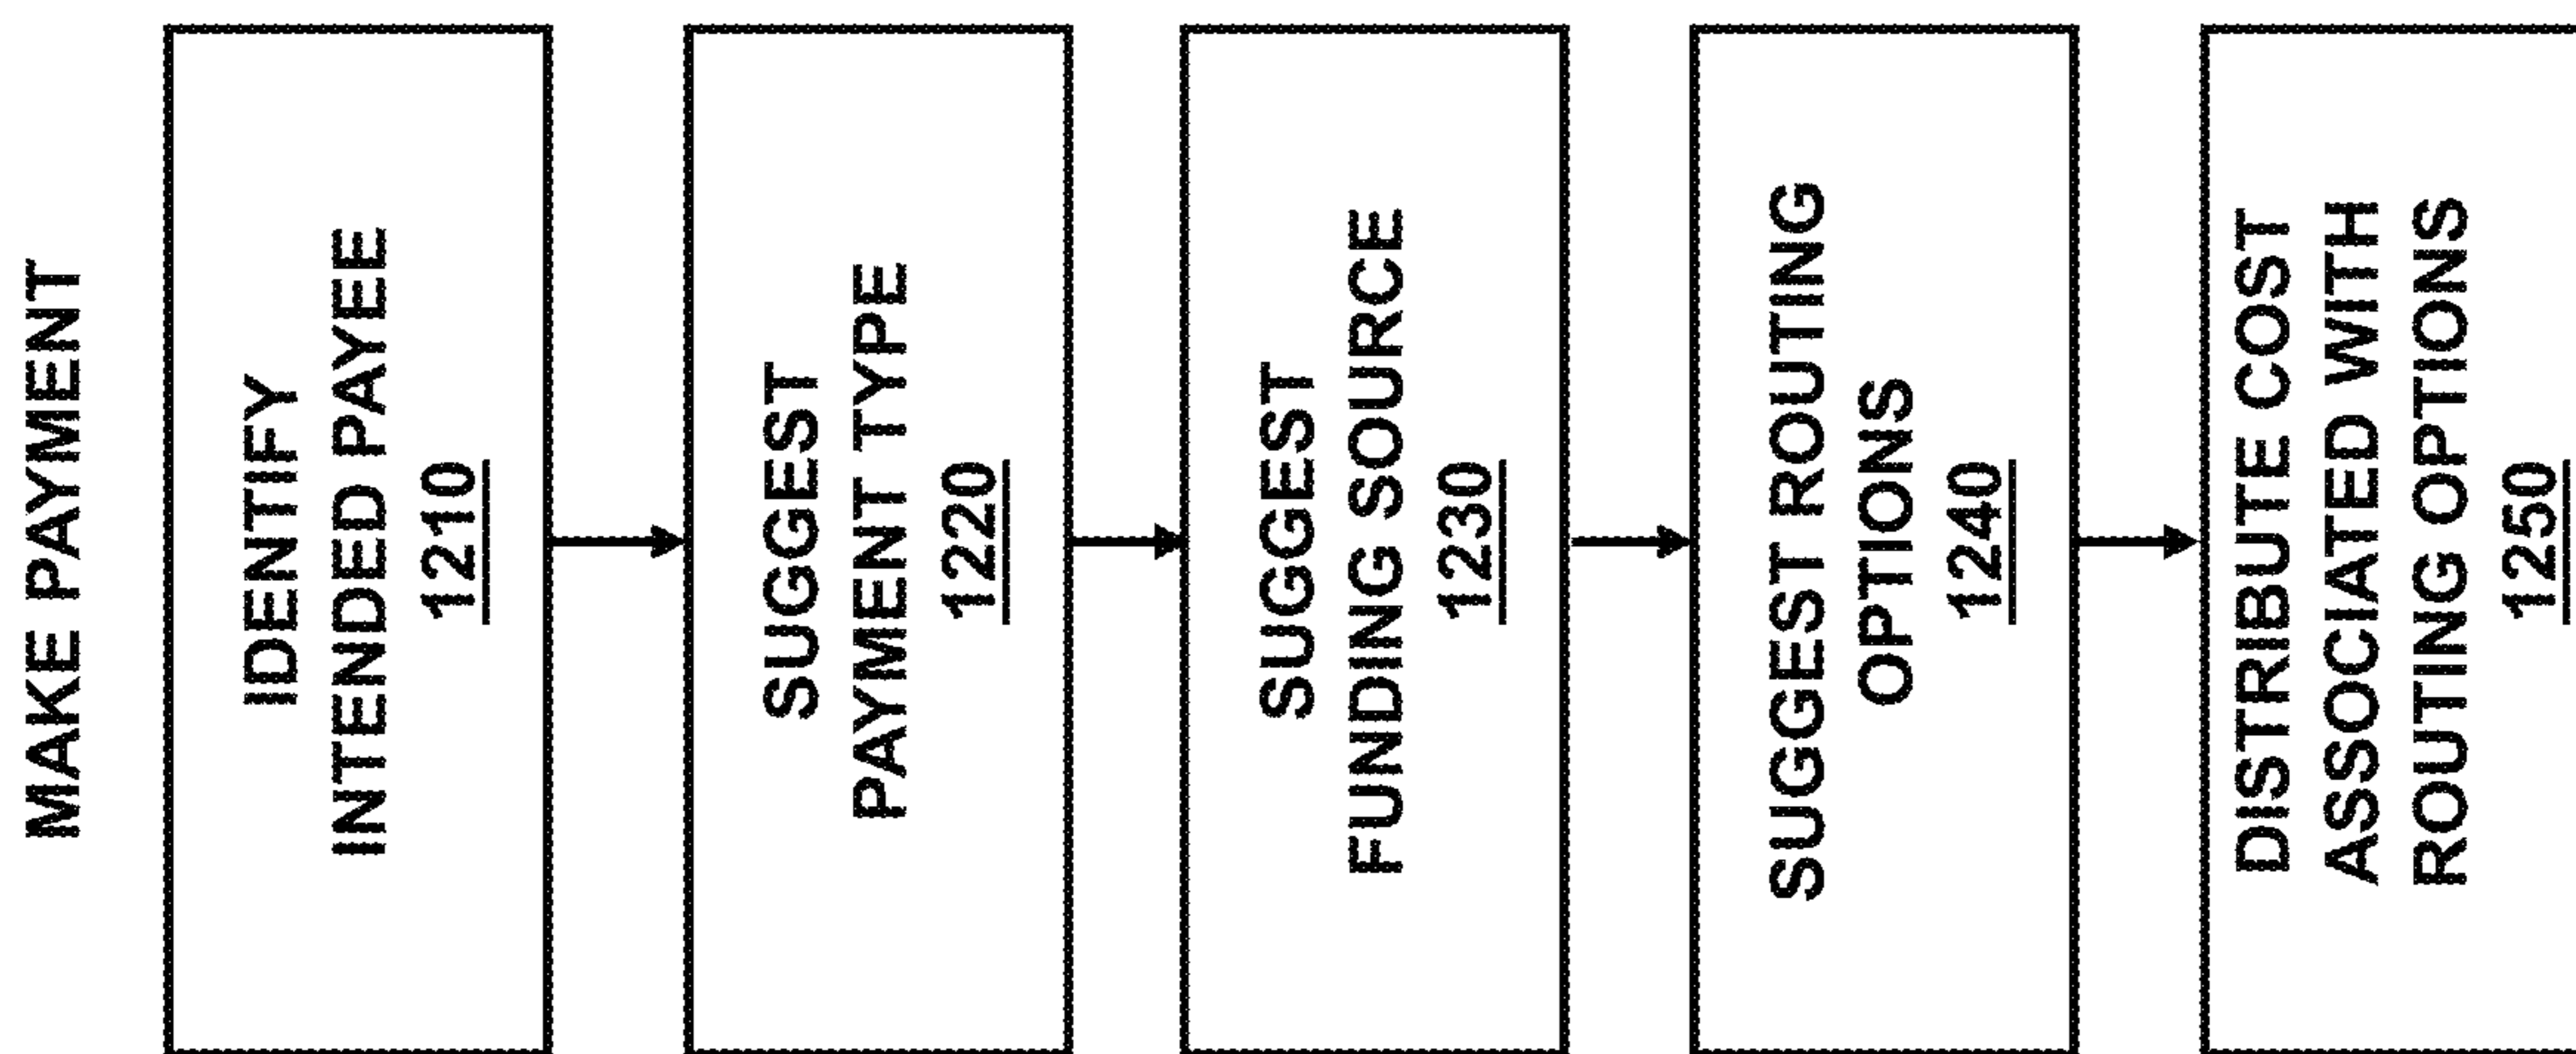 MAKE PAYMENT
IDENTIFY
INTENDED PAYEE
1210
SUGGEST
PAYMENT TYPE
1220
SUGGEST
FUNDING SOURCE
1230
SUGGEST ROUTING
OPTIONS
1240
DISTRIBUTE COST
ASSOCIATED WITH
ROUTING OPTIONS
1250